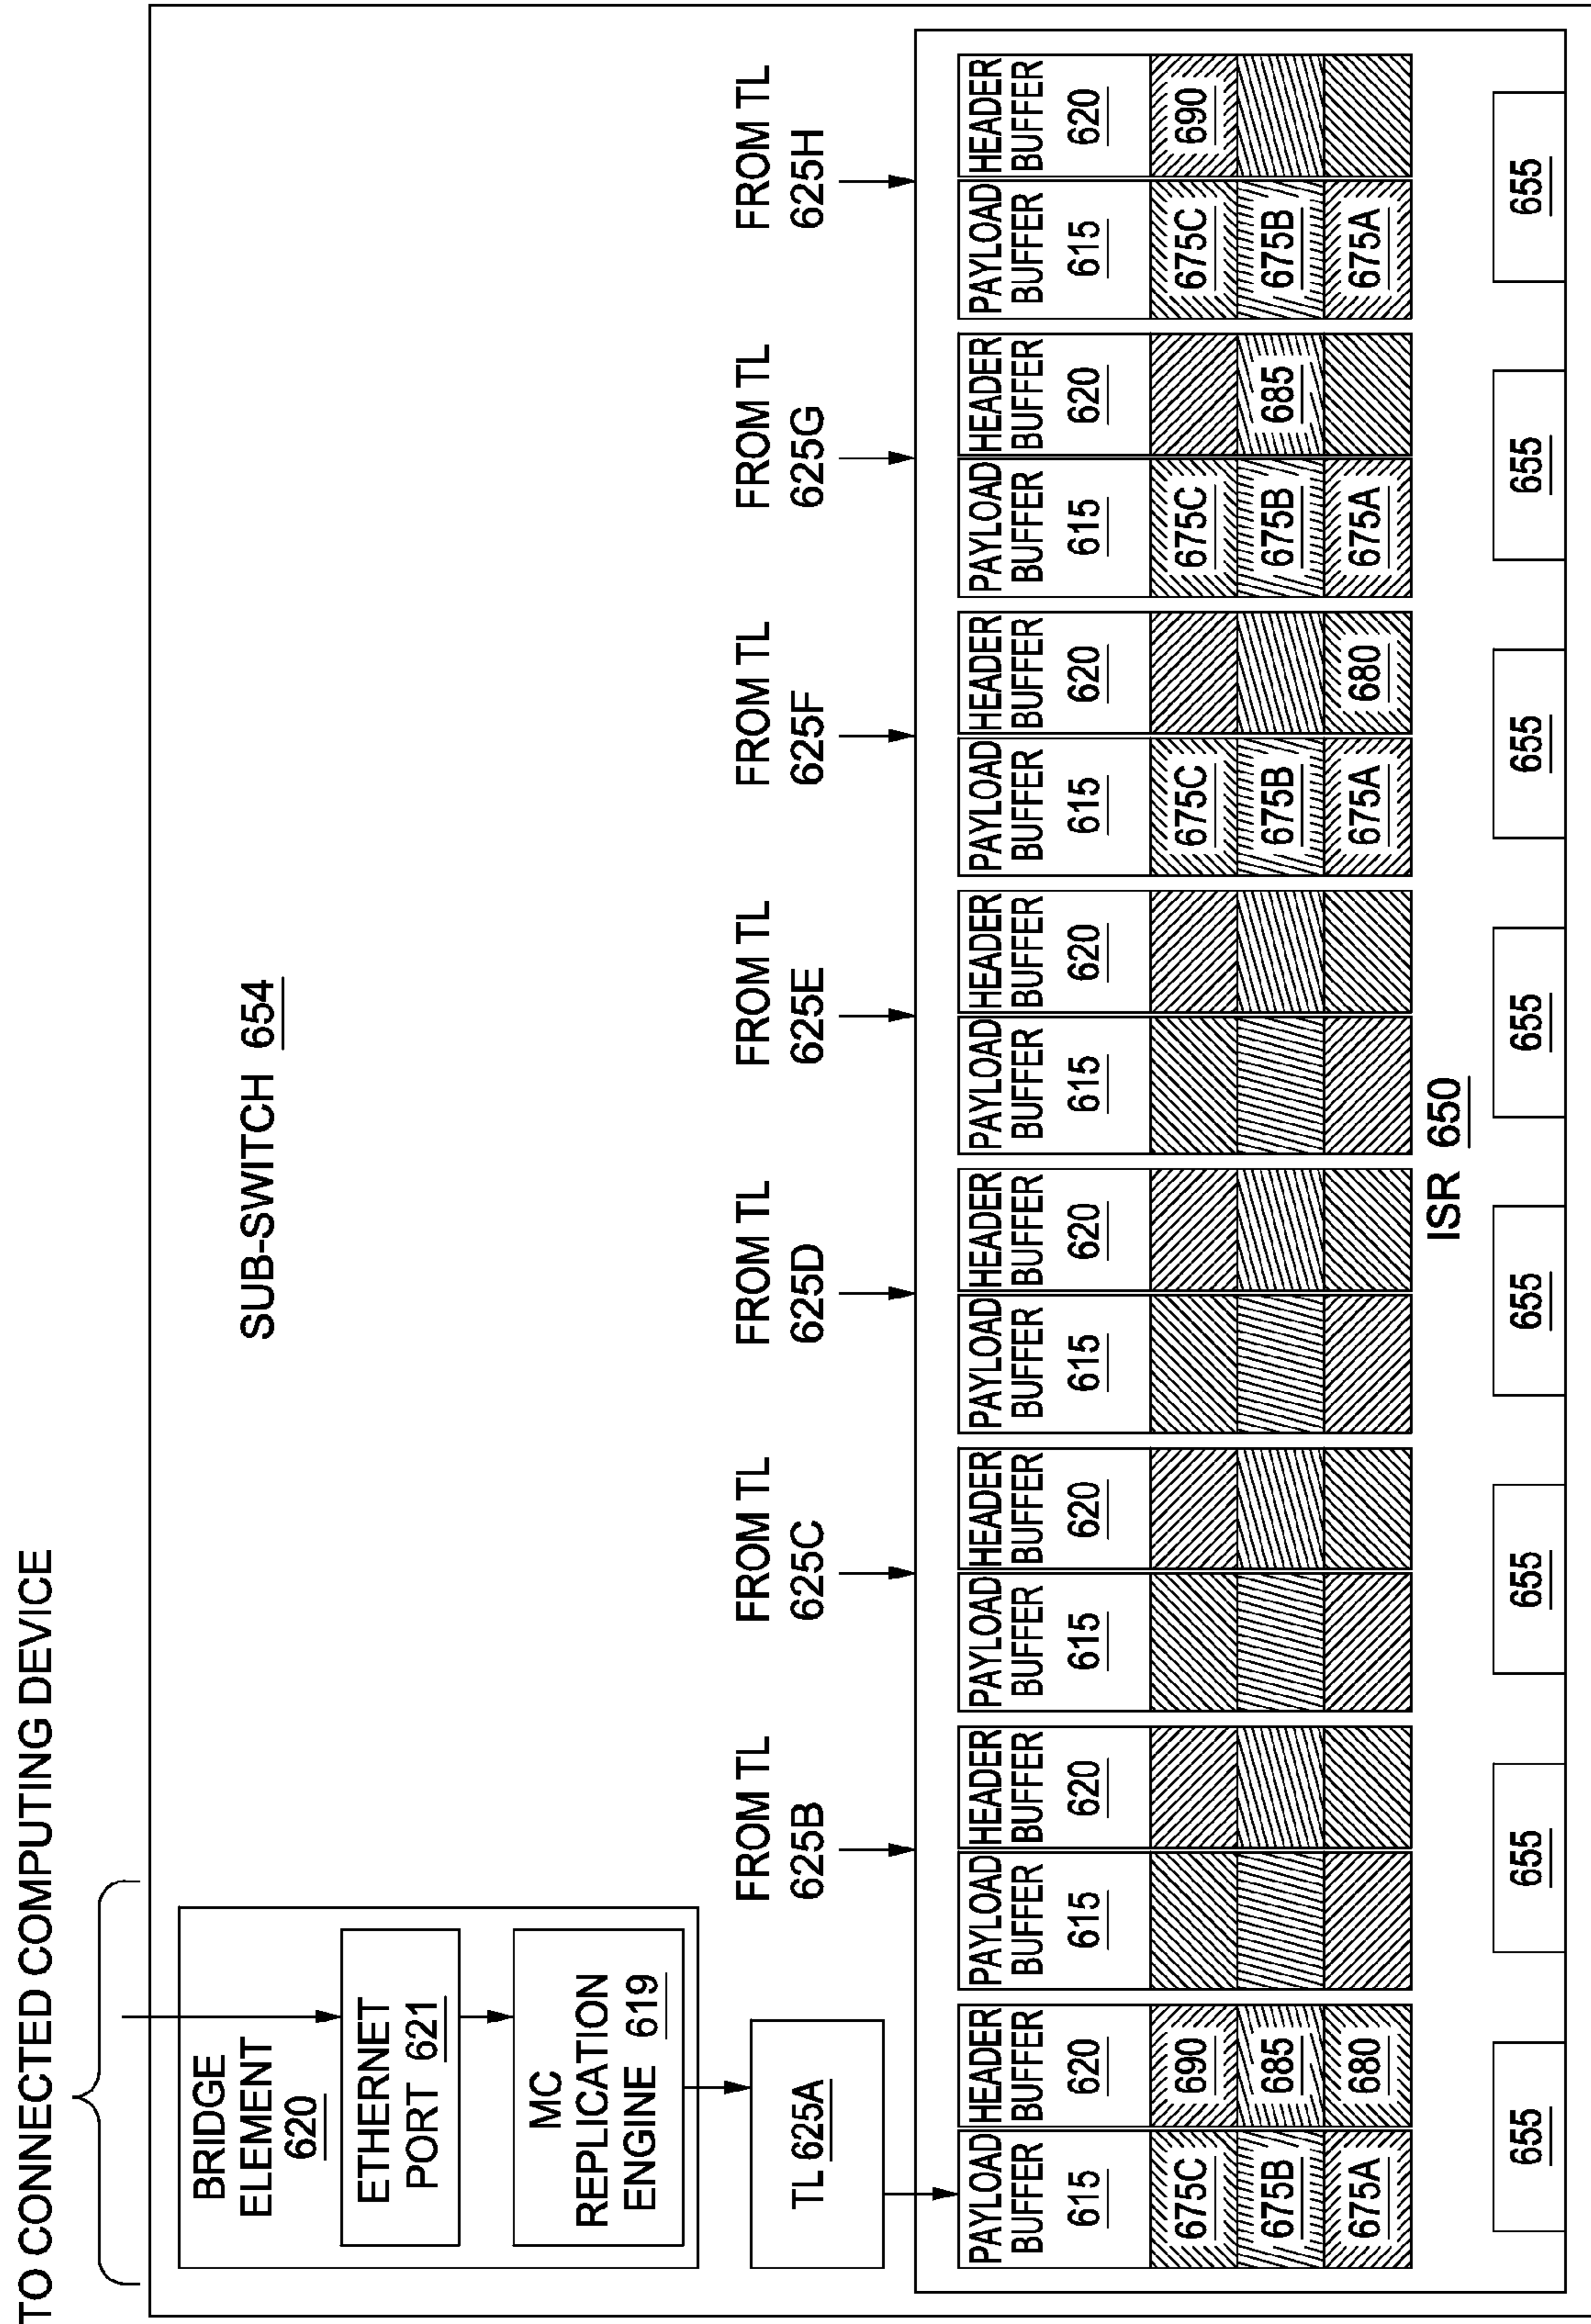 TO CONNECTED COMPUTING DEVICE
SUB-SWITCH 654
BRIDGE
ELEMENT
620
ETHERNET
PORT 621
MC
REPLICATION
ENGINE 619
TL 625A
FROM TL
625B
FROM TL
625C
FROM TL
625D
FROM TL
625E
FROM TL
625F
FROM TL
625G
FROM TL
625H
PAYLOAD
BUFFER
615
675C
675B
675A
HEADER
BUFFER
620
690
685
680
PAYLOAD
BUFFER
615
HEADER
BUFFER
620
PAYLOAD
BUFFER
615
HEADER
BUFFER
620
PAYLOAD
BUFFER
615
HEADER
BUFFER
620
PAYLOAD
BUFFER
615
HEADER
BUFFER
620
PAYLOAD
BUFFER
615
675C
675B
675A
HEADER
BUFFER
620
680
PAYLOAD
BUFFER
615
675C
675B
675A
HEADER
BUFFER
620
685
PAYLOAD
BUFFER
615
675C
675B
675A
HEADER
BUFFER
620
690
ISR 650
655
655
655
655
655
655
655
655